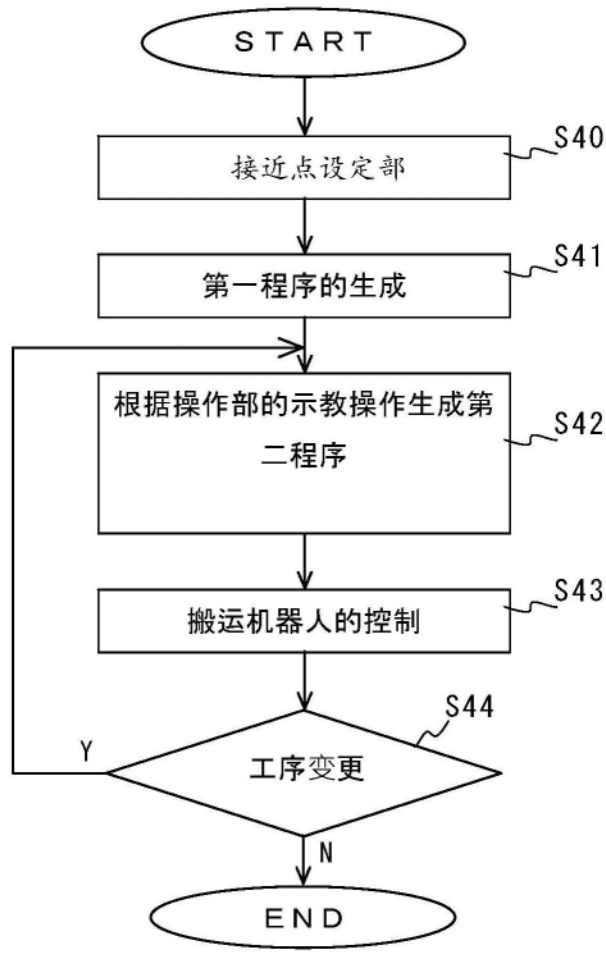 START
接近点设定部
S40
第一程序的生成
S41
根据操作部的示教操作生成第
二程序
S42
搬运机器人的控制
S43
工序变更
S44
Y
N
END